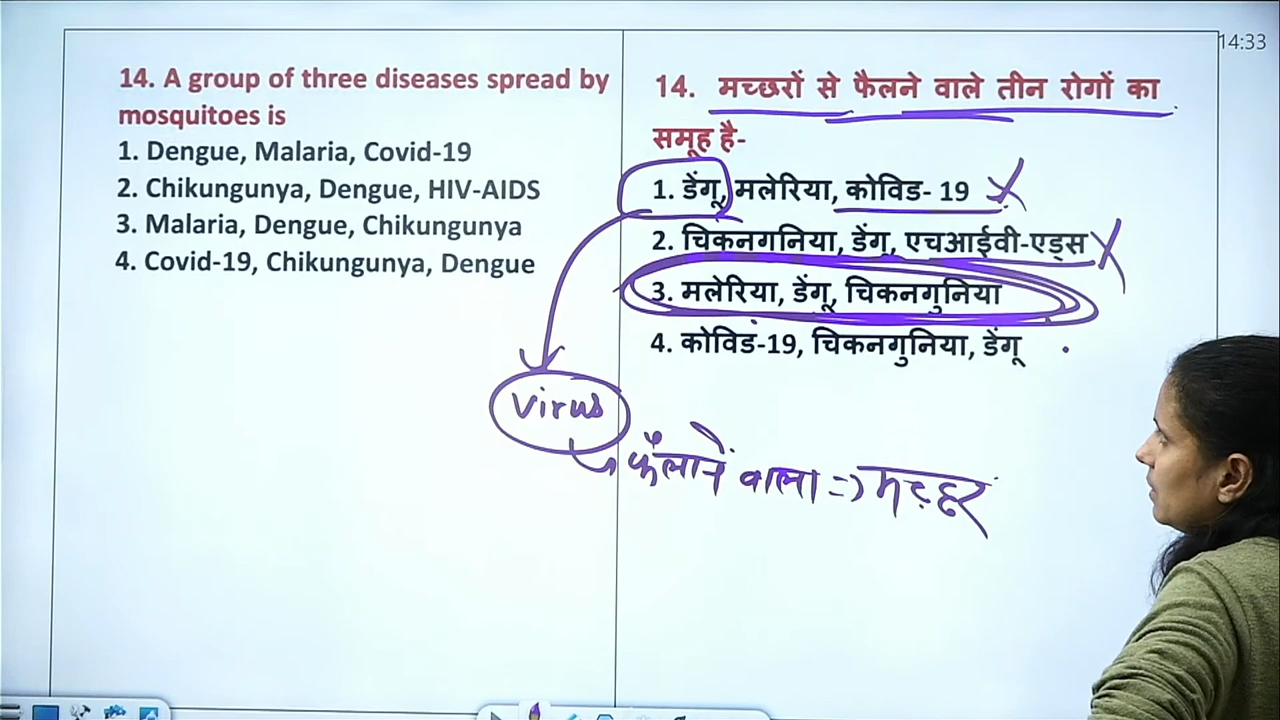 14:33
14. A group of three diseases spread by
mosquitoes is
1. Dengue, Malaria, Covid-19
2. Chikungunya, Dengue, HIV-AIDS
3. Malaria, Dengue, Chikungunya
4. Covid-19, Chikungunya, Dengue
14. मच्छरों से फैलने वाले तीन रोगों का
समूह है-
1. डेंगू, मलेरिया, कोविड- 19
2. चिकनगनिया, डेंगु, एचआईवी-एड्स
3. मलेरिया, डेंगू, चिकनगुनिया
4. कोविड-19, चिकनगुनिया, डेंगू
Virus
फैलाने वाला => मच्छर